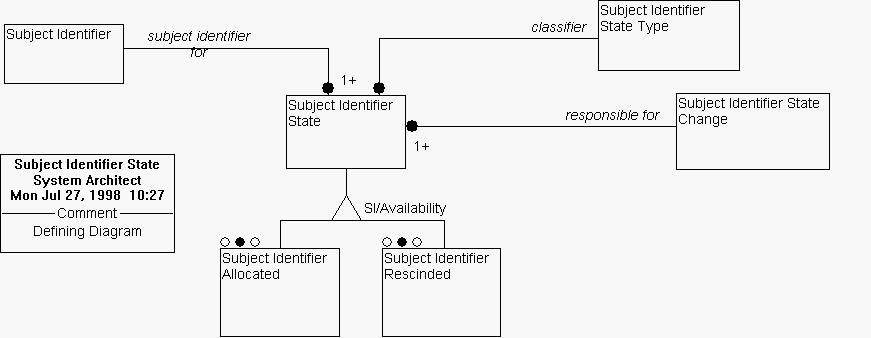 Subject Identifier
subject identifier
for
classifier
Subject Identifier
State Type
1+
Subject Identifier
State
responsible for
1+
Subject Identifier State
Change
Subject Identifier State
System Architect
Mon Jul 27, 1998 10:27
Comment
Defining Diagram
SI/Availability
Subject Identifier
Allocated
Subject Identifier
Rescinded